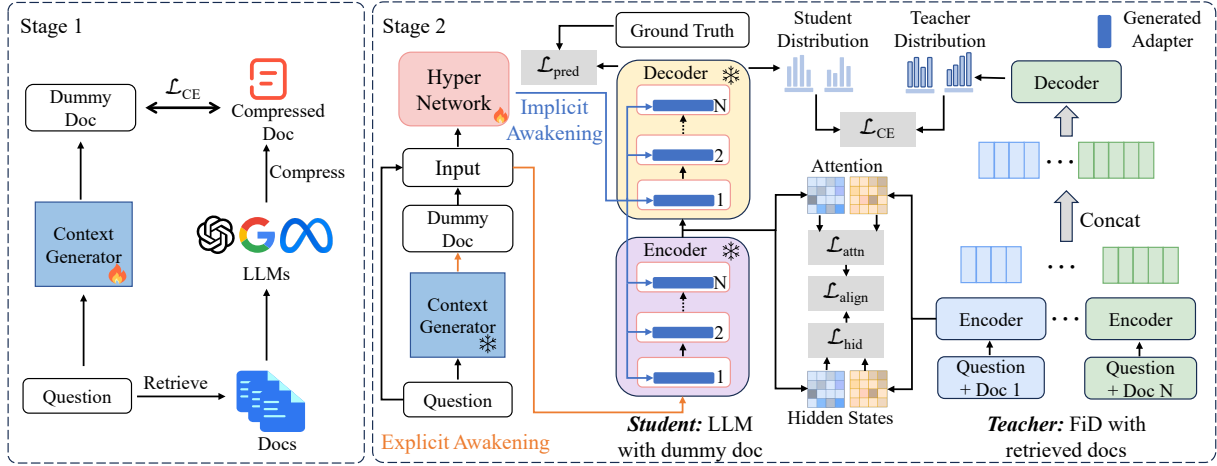 Stage 1
Dummy
Doc
ℒCE
Compressed
Doc
Compress
Context
Generator
LLMs
Question
Retrieve
Docs
Stage 2
Hyper
Network
Input
Dummy
Doc
Context
Generator
Question
Explicit Awakening
Implicit
Awakening
ℒpred
Ground Truth
Decoder
N
2
1
Encoder
N
2
1
Student: LLM
with dummy doc
Student
Distribution
Teacher
Distribution
ℒCE
Generated
Adapter
Attention
ℒattn
ℒalign
ℒhid
Hidden States
Decoder
Concat
Encoder
Encoder
Question
+ Doc 1
Question
+ Doc N
Teacher: FiD with
retrieved docs